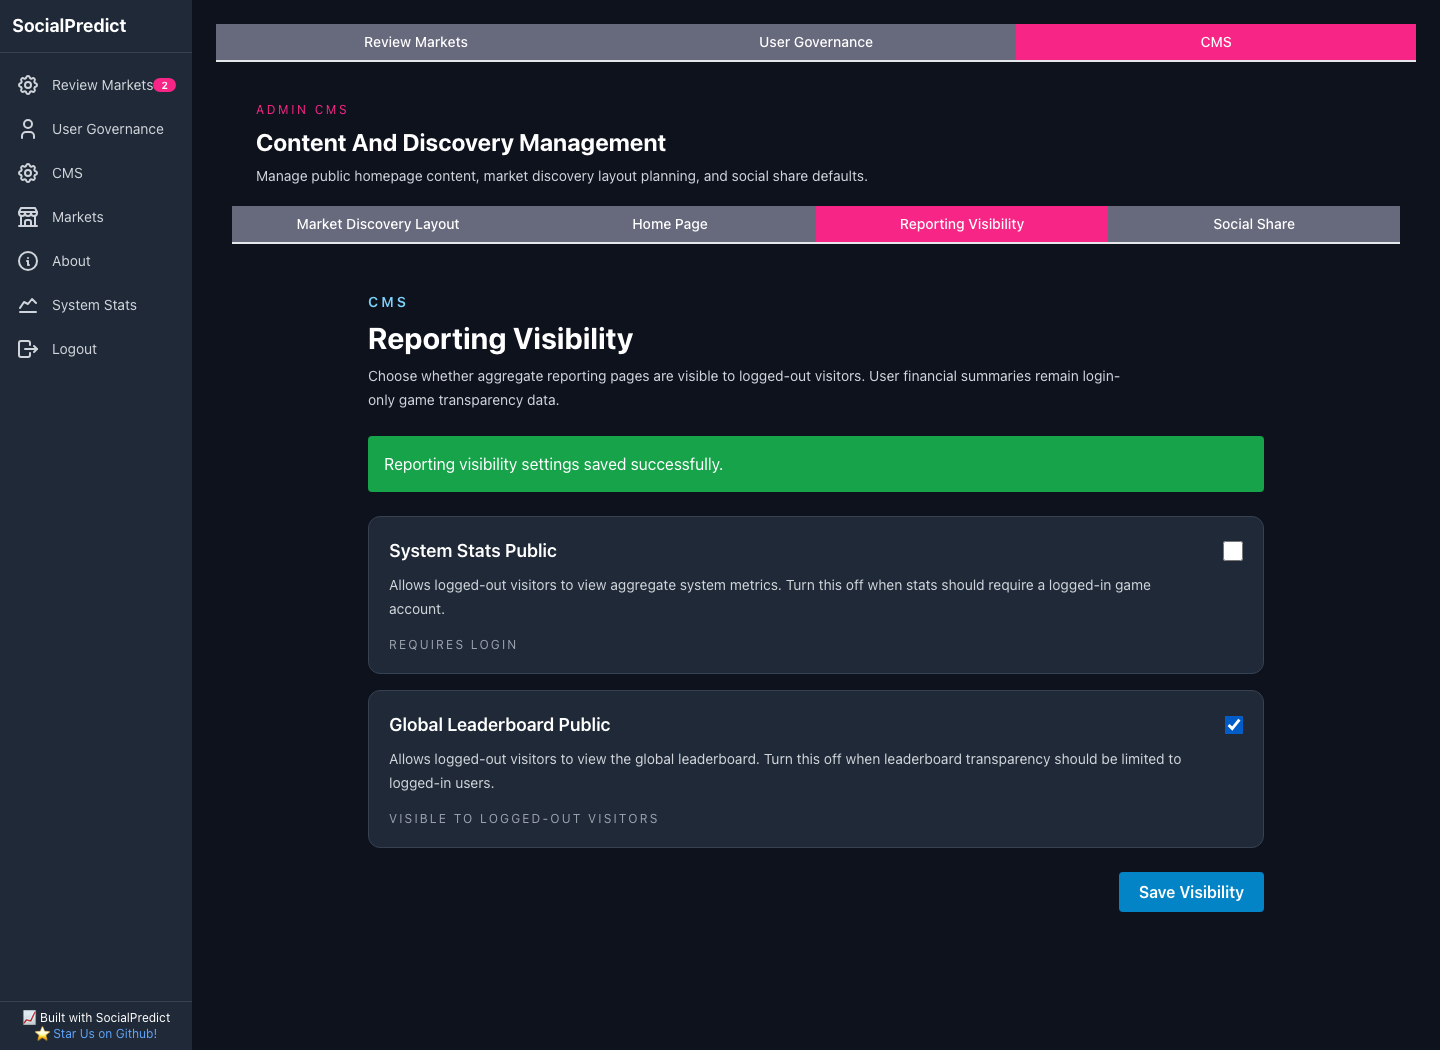 SocialPredict
Review Markets 2
User Governance
CMS
Markets
About
System Stats
Logout
📈 Built with SocialPredict
⭐ Star Us on Github!
Review Markets
User Governance
CMS
ADMIN CMS
Content And Discovery Management
Manage public homepage content, market discovery layout planning, and social share defaults.
Market Discovery Layout
Home Page
Reporting Visibility
Social Share
CMS
Reporting Visibility
Choose whether aggregate reporting pages are visible to logged-out visitors. User financial summaries remain login-
only game transparency data.
Reporting visibility settings saved successfully.
System Stats Public
Allows logged-out visitors to view aggregate system metrics. Turn this off when stats should require a logged-in game
account.
REQUIRES LOGIN
Global Leaderboard Public
Allows logged-out visitors to view the global leaderboard. Turn this off when leaderboard transparency should be limited to
logged-in users.
VISIBLE TO LOGGED-OUT VISITORS
Save Visibility